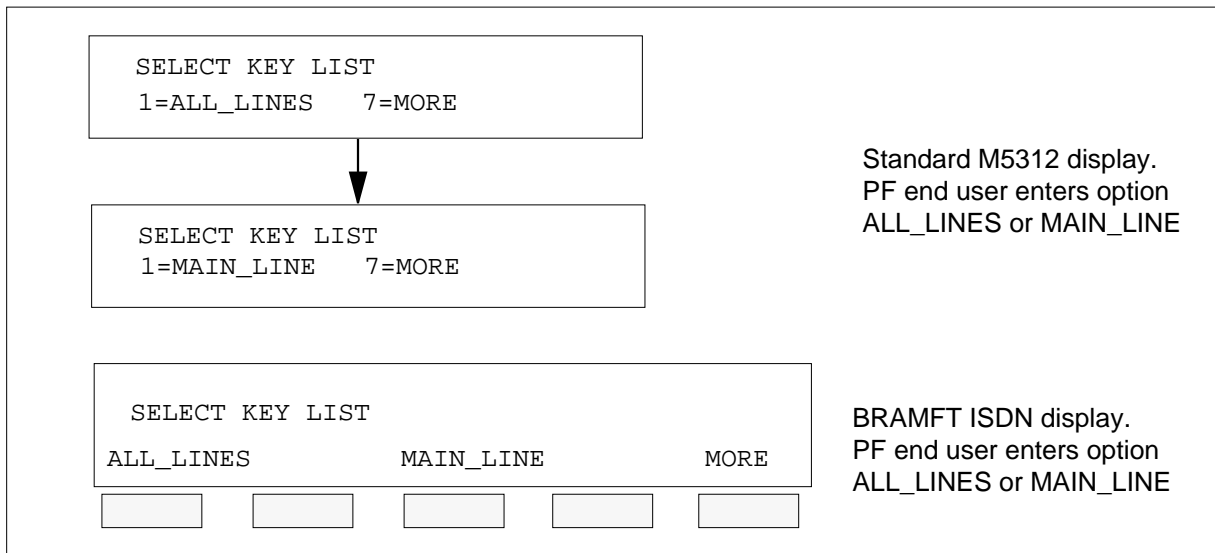 SELECT KEY LIST
1=ALL_LINES 7=MORE
SELECT KEY LIST
1=MAIN_LINE 7=MORE
Standard M5312 display.
PF end user enters option
ALL_LINES or MAIN_LINE
SELECT KEY LIST
ALL_LINES MAIN_LINE MORE
BRAMFT ISDN display.
PF end user enters option
ALL_LINES or MAIN_LINE